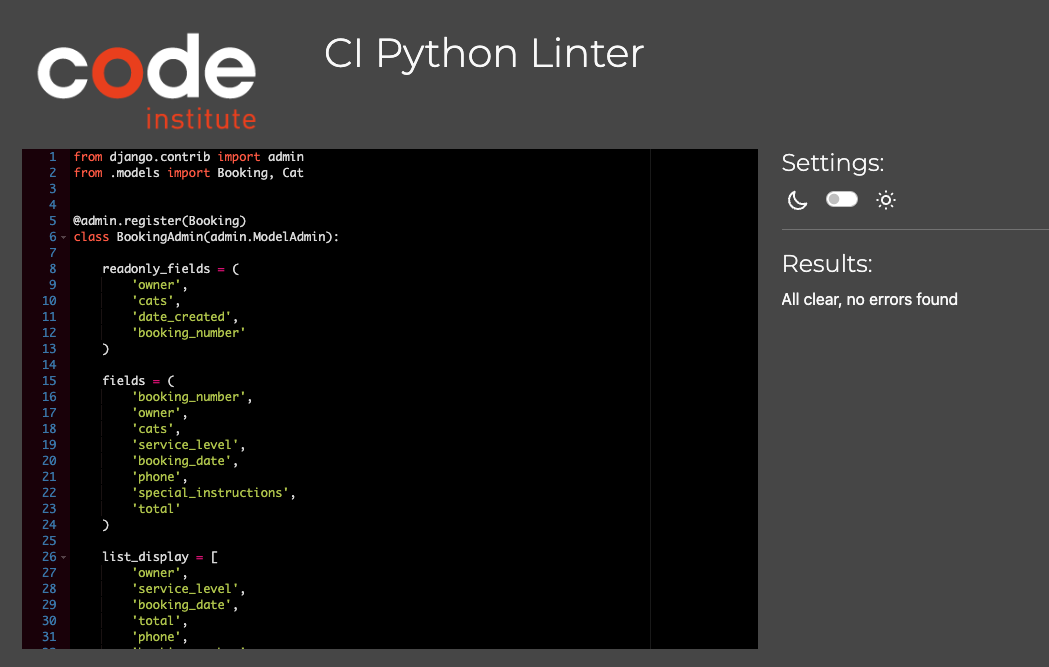 code
institute
CI Python Linter
1 from django.contrib import admin
2 from .models import Booking, Cat
3
4
5 @admin.register(Booking)
6 class BookingAdmin(admin.ModelAdmin):
7
8     readonly_fields = (
9         'owner',
10         'cats',
11         'date_created',
12         'booking_number'
13     )
14
15     fields = (
16         'booking_number',
17         'owner',
18         'cats',
19         'service_level',
20         'booking_date',
21         'phone',
22         'special_instructions',
23         'total'
24     )
25
26     list_display = [
27         'owner',
28         'service_level',
29         'booking_date',
30         'total',
31         'phone',
Settings:
Results:
All clear, no errors found